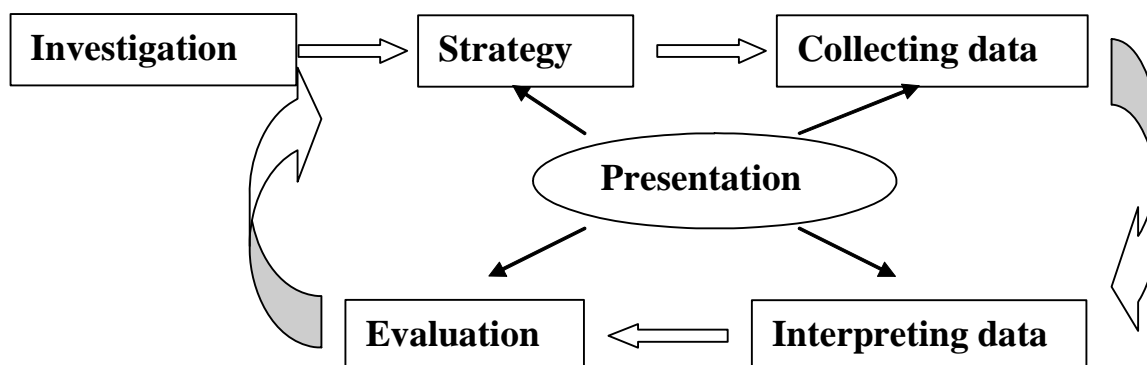 Investigation
Strategy
Collecting data
Presentation
Evaluation
Interpreting data